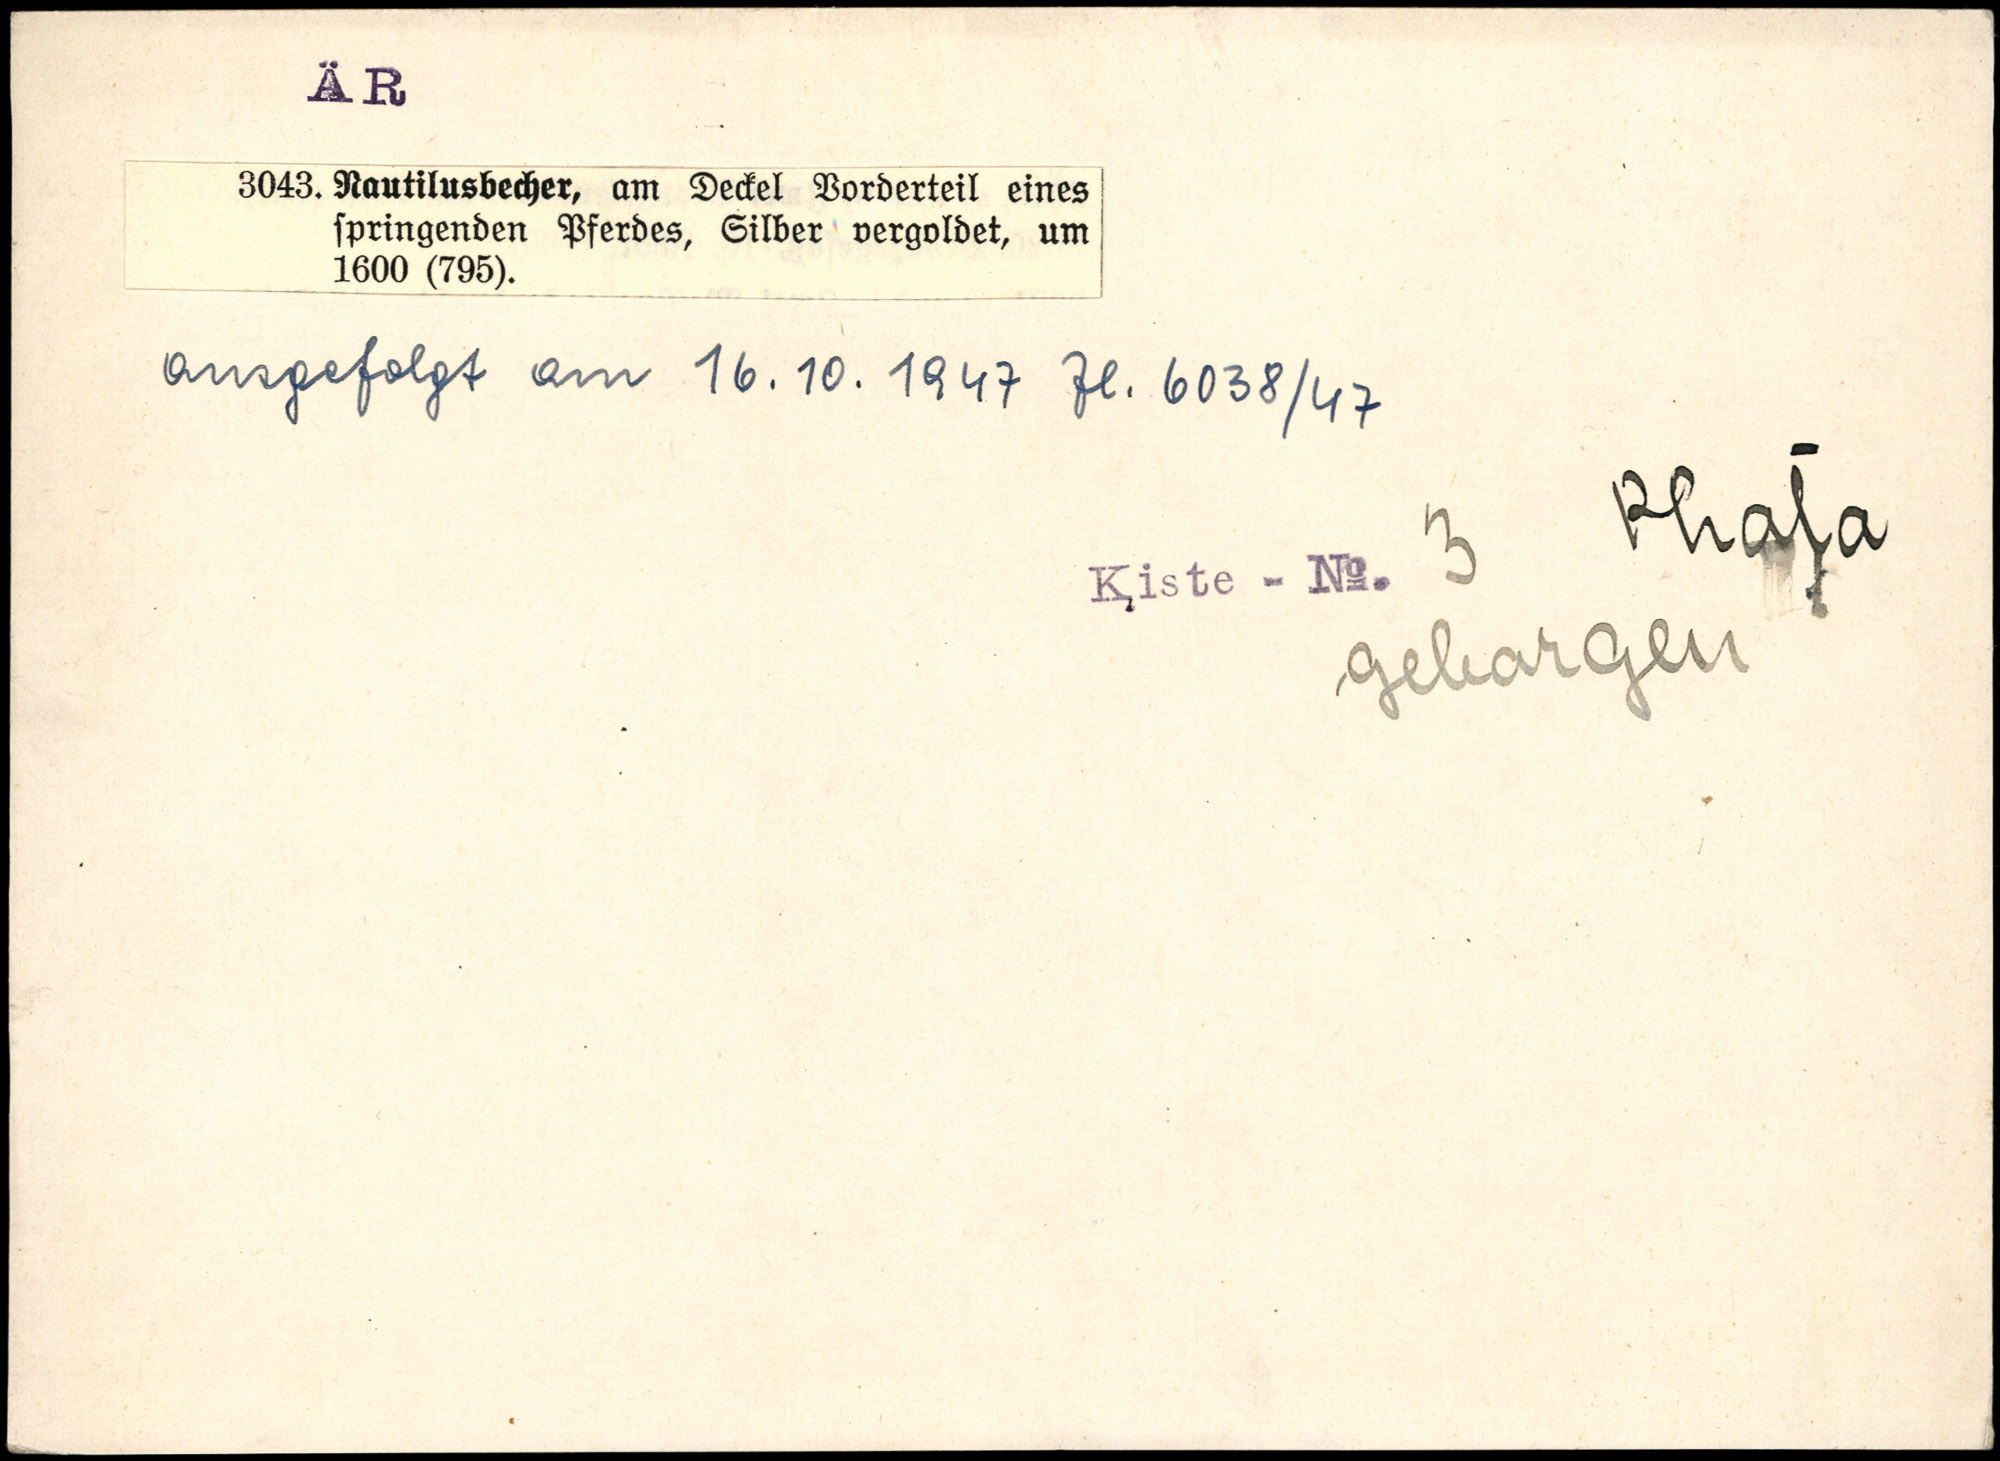 ÄR
3043. Nautilusbecher, am Deckel Vorderteil eines
ſpringenden Pferdes, Silber vergoldet, um
1600 (795).
ausgefolgt am 16.10.1947 Zl. 6038/47
Kiste - No. 3
geborgen